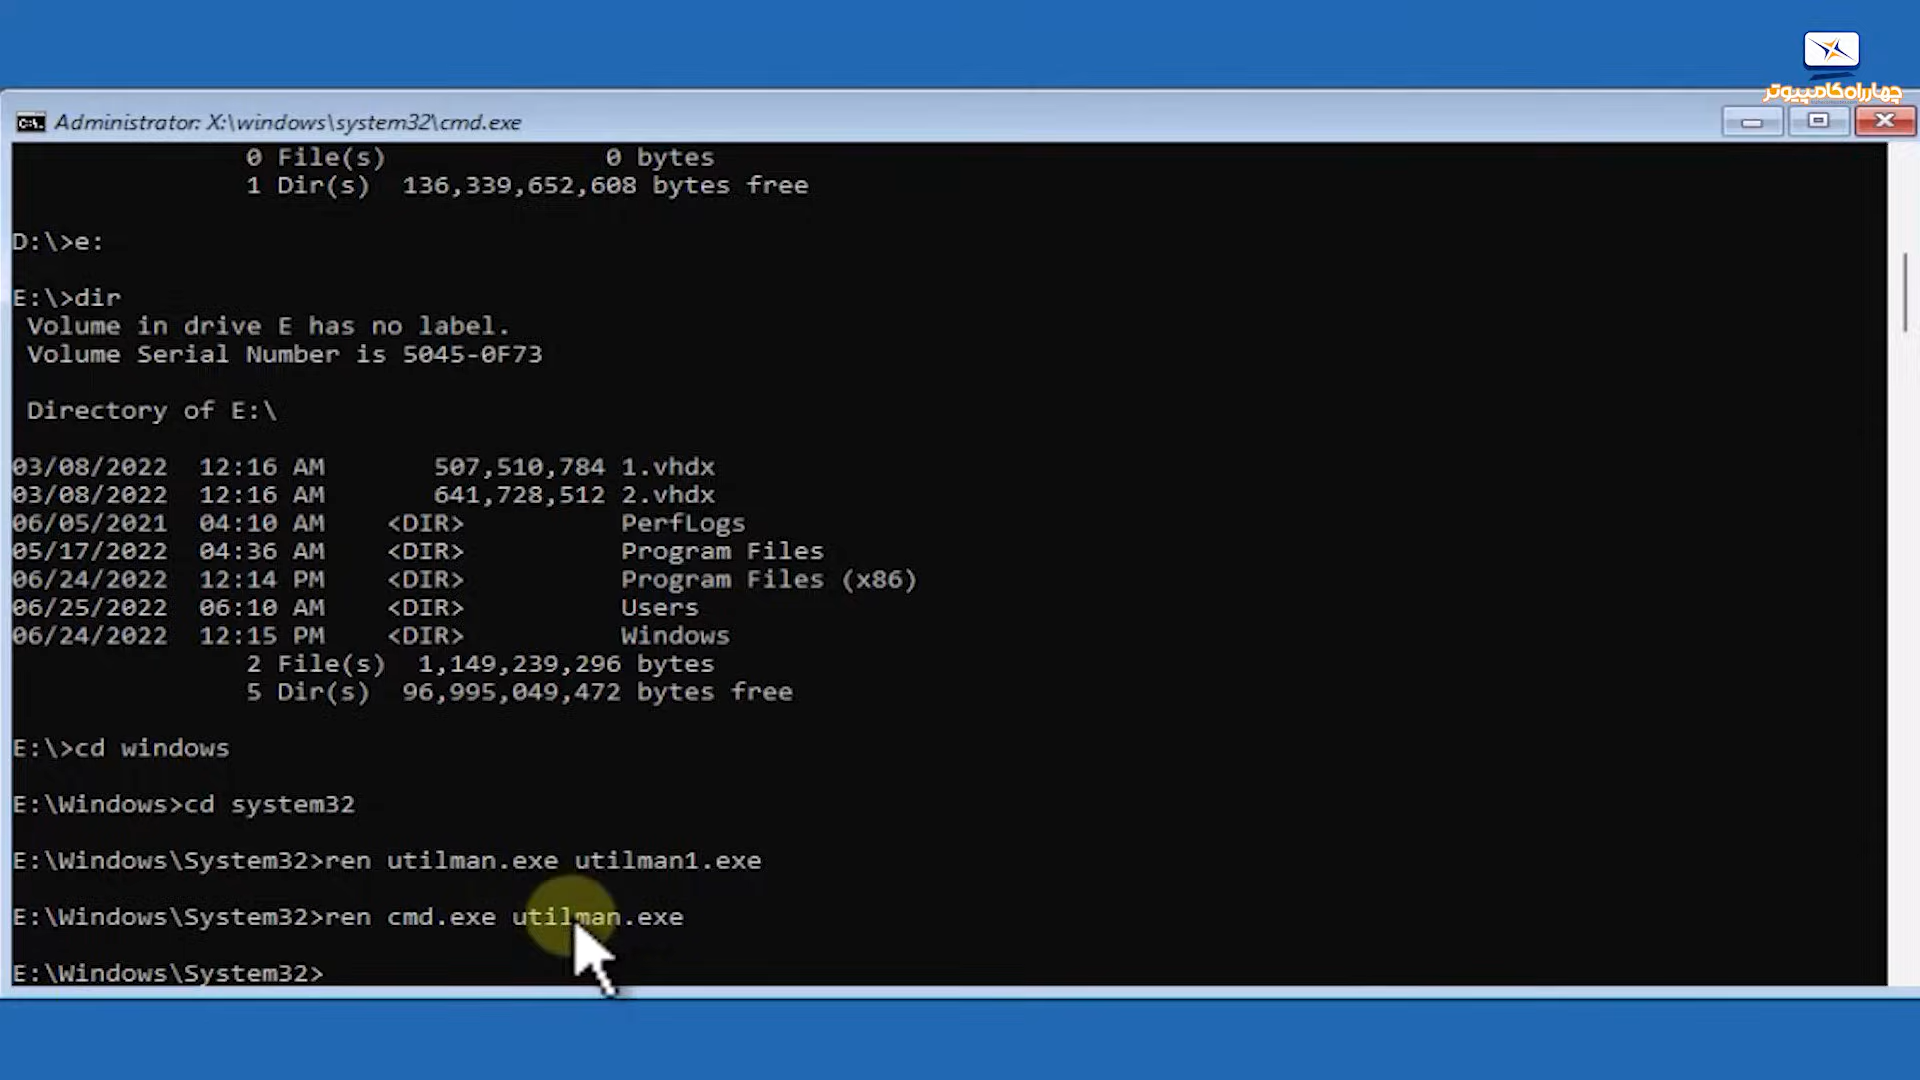 چهارراه کامپیوتر
Administrator: X:\windows\system32\cmd.exe
0 File(s) 0 bytes
1 Dir(s) 136,339,652,608 bytes free
D:\>e:
E:\>dir
Volume in drive E has no label.
Volume Serial Number is 5045-0F73
Directory of E:\
03/08/2022 12:16 AM 507,510,784 1.vhdx
03/08/2022 12:16 AM 641,728,512 2.vhdx
06/05/2021 04:10 AM <DIR> PerfLogs
05/17/2022 04:36 AM <DIR> Program Files
06/24/2022 12:14 PM <DIR> Program Files (x86)
06/25/2022 06:10 AM <DIR> Users
06/24/2022 12:15 PM <DIR> Windows
2 File(s) 1,149,239,296 bytes
5 Dir(s) 96,995,049,472 bytes free
E:\>cd windows
E:\Windows>cd system32
E:\Windows\System32>ren utilman.exe utilman1.exe
E:\Windows\System32>ren cmd.exe utilman.exe
E:\Windows\System32>